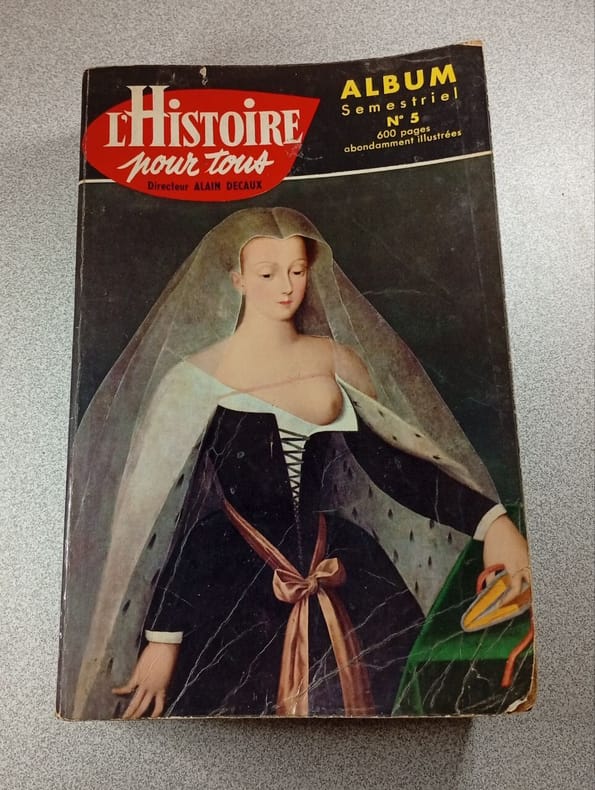 L'HISTOIRE
pour tous
Directeur ALAIN DECAUX
ALBUM
Semestriel
N° 5
600 pages
abondamment illustrées